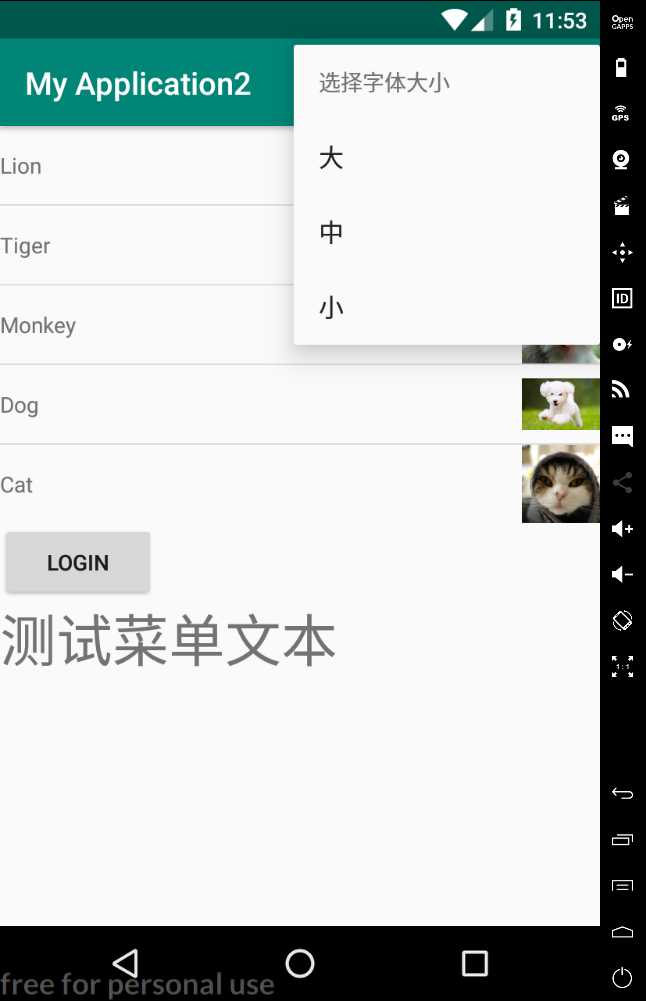 11:53
My Application2
选择字体大小
大
中
小
Lion
Tiger
Monkey
Dog
Cat
LOGIN
测试菜单文本
free for personal use
Open
GAPPS
GPS
ID
1:1